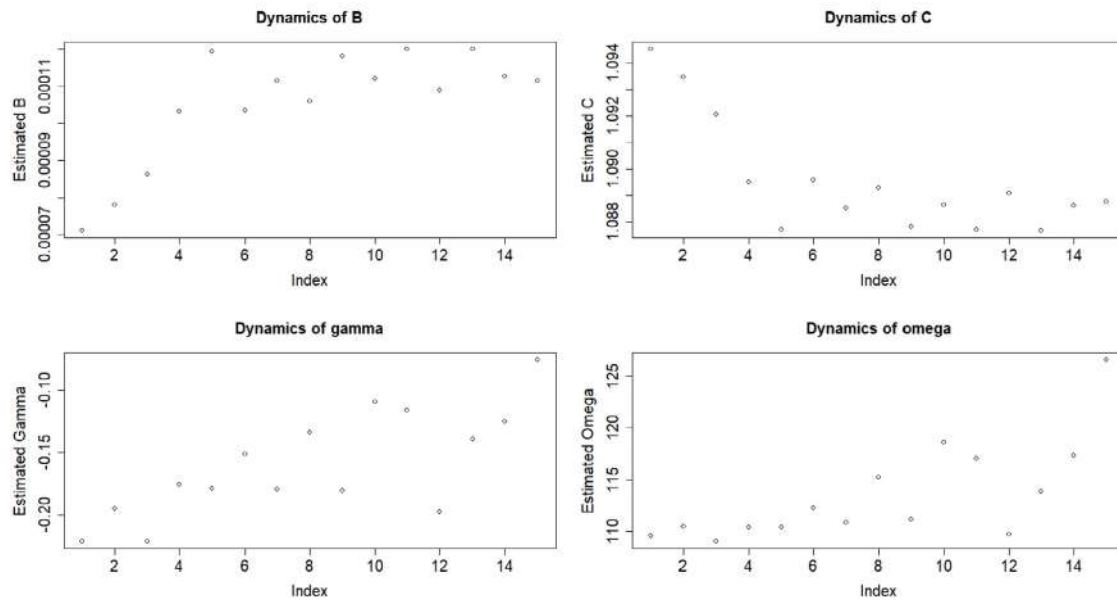 Dynamics of B
Estimated B
0.00007 0.00009 0.00011
2 4 6 8 10 12 14
Index
Dynamics of C
Estimated C
1.088 1.090 1.092 1.094
2 4 6 8 10 12 14
Index
Dynamics of gamma
Estimated Gamma
-0.20 -0.15 -0.10
2 4 6 8 10 12 14
Index
Dynamics of omega
Estimated Omega
110 115 120 125
2 4 6 8 10 12 14
Index